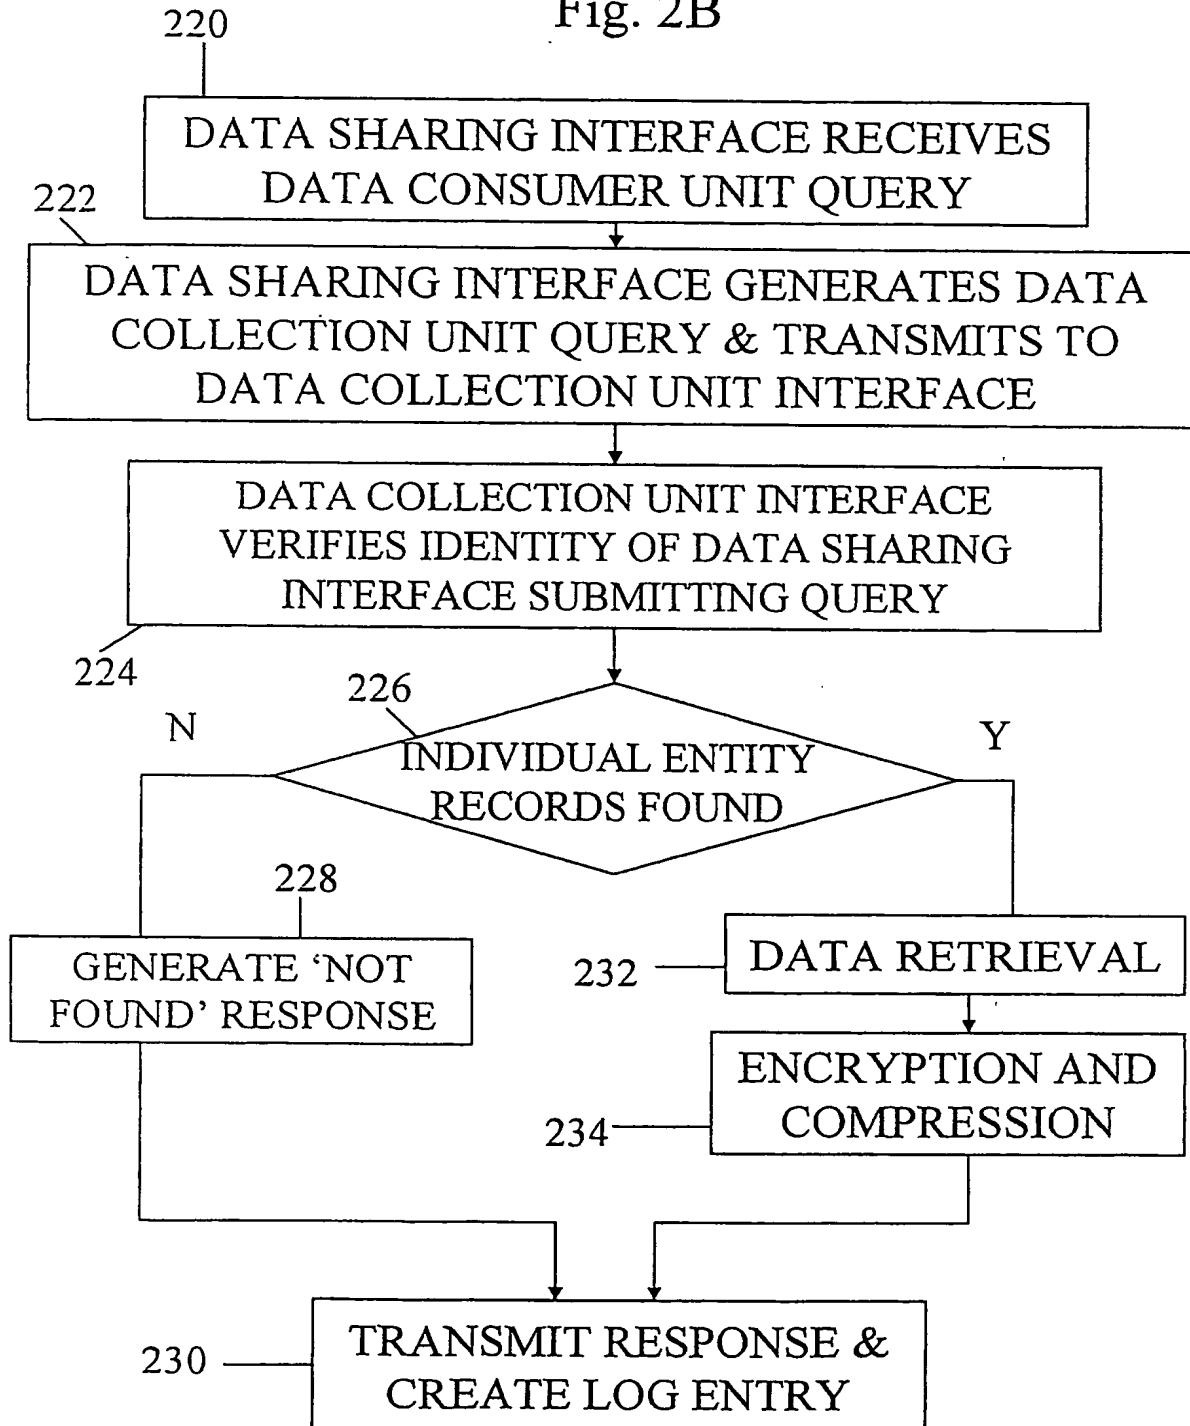 Fig. 2B
220
DATA SHARING INTERFACE RECEIVES
DATA CONSUMER UNIT QUERY
222
DATA SHARING INTERFACE GENERATES DATA
COLLECTION UNIT QUERY & TRANSMITS TO
DATA COLLECTION UNIT INTERFACE
DATA COLLECTION UNIT INTERFACE
VERIFIES IDENTITY OF DATA SHARING
INTERFACE SUBMITTING QUERY
224
226
N
Y
INDIVIDUAL ENTITY
RECORDS FOUND
228
GENERATE ‘NOT
FOUND’ RESPONSE
232
DATA RETRIEVAL
ENCRYPTION AND
COMPRESSION
234
TRANSMIT RESPONSE &
CREATE LOG ENTRY
230